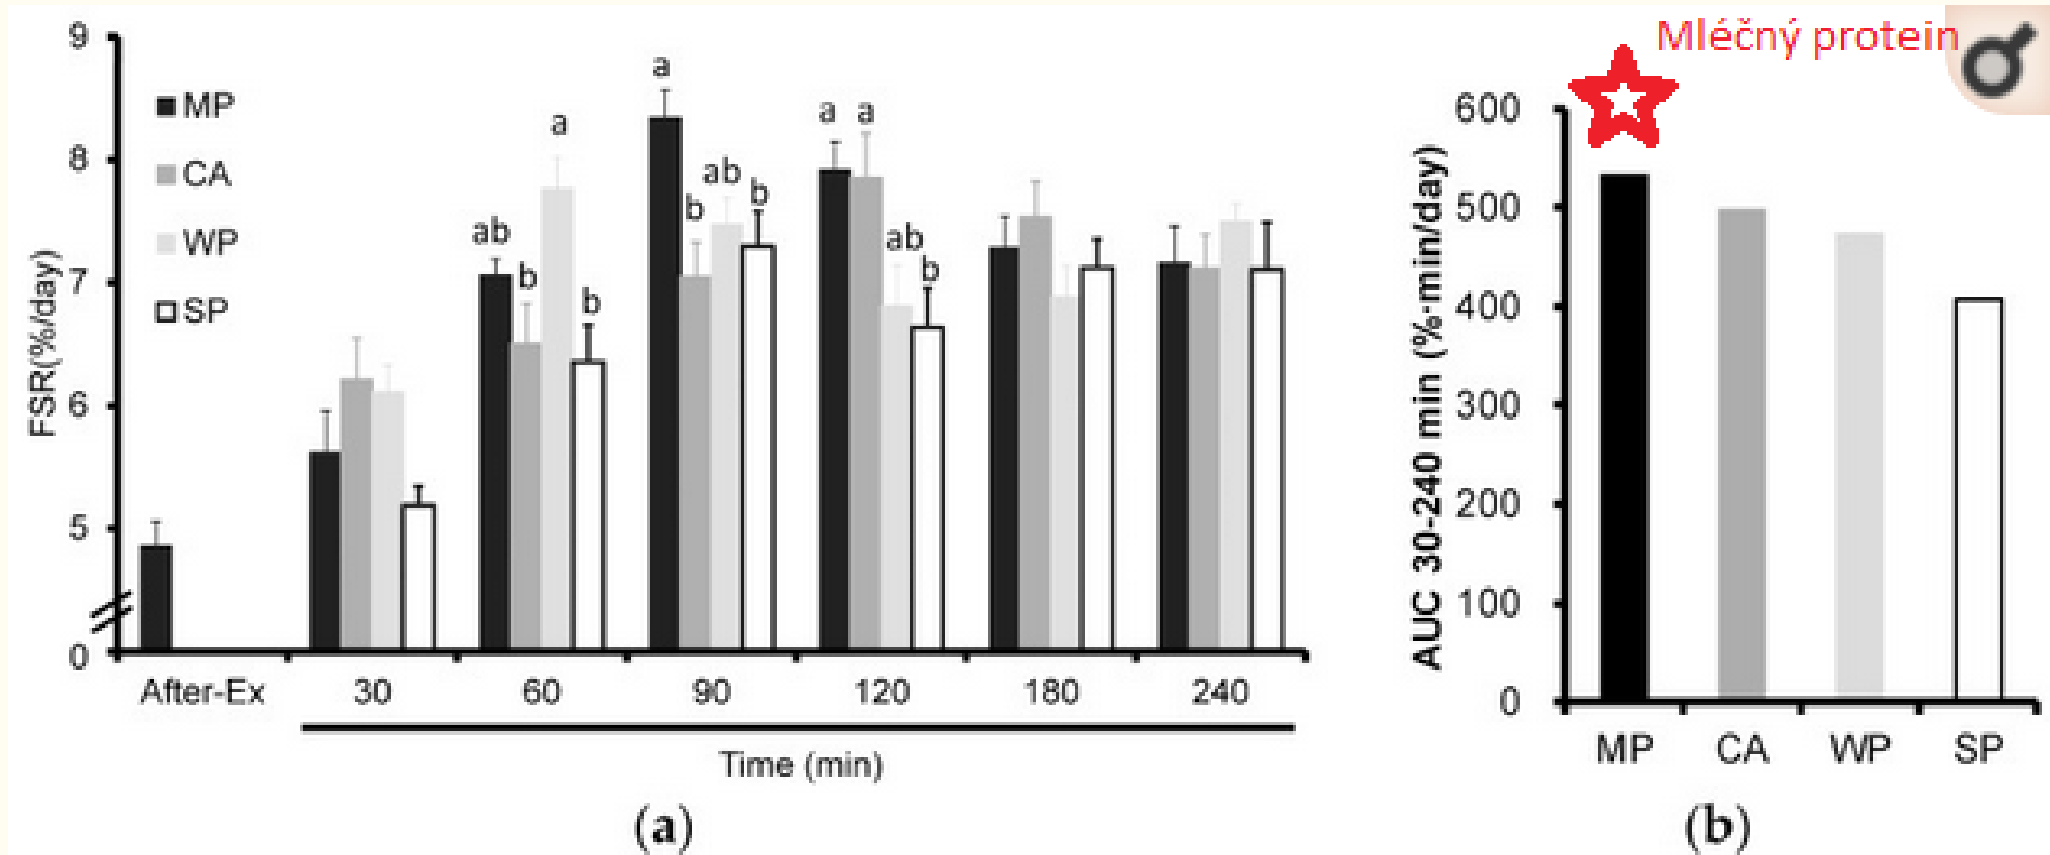 Mléčný protein
9
8
7
6
5
0
FSR(%/day)
MP
CA
WP
SP
ab
b
a
b
a
b
ab
b
a
a
ab
b
After-Ex 30 60 90 120 180 240
Time (min)
(a)
600
500
400
300
200
100
0
AUC 30-240 min (%·min/day)
MP CA WP SP
(b)